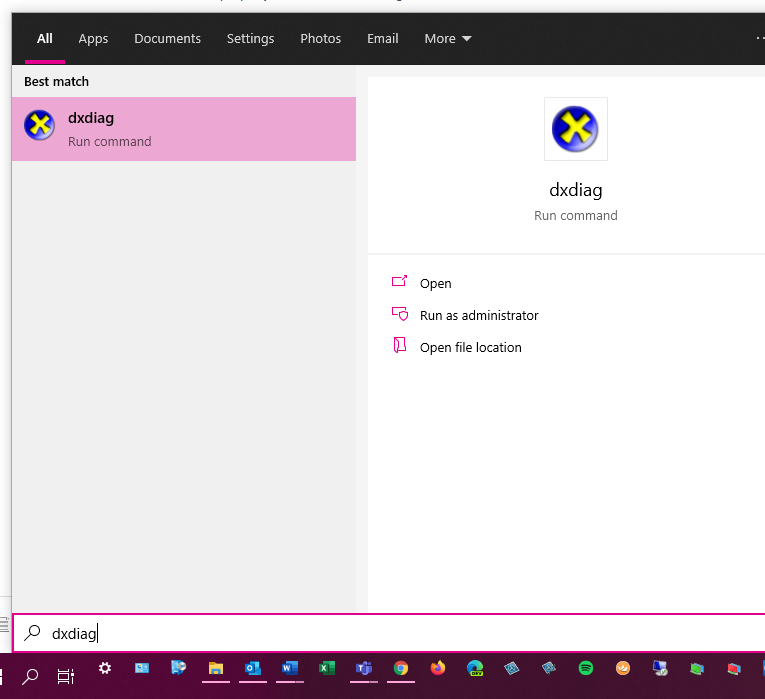 All Apps Documents Settings Photos Email More
Best match
dxdiag
Run command
dxdiag
Run command
Open
Run as administrator
Open file location
dxdiag